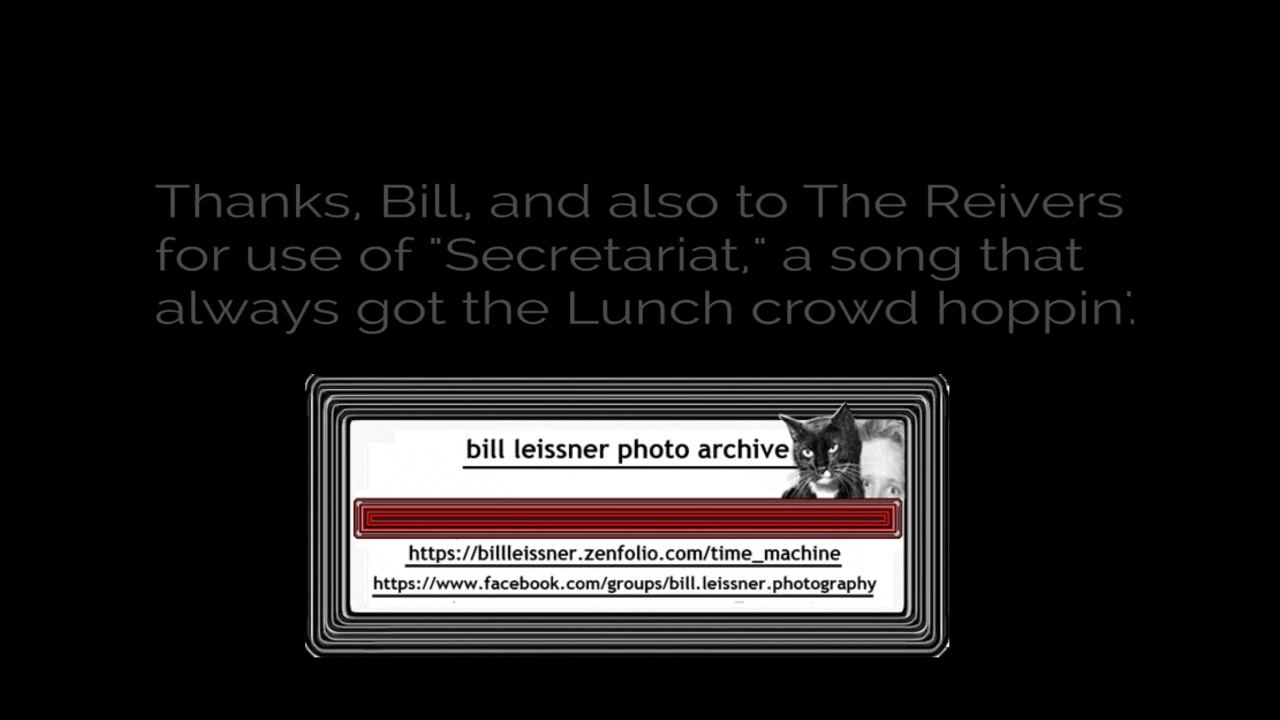 Thanks, Bill, and also to The Reivers
for use of "Secretariat," a song that
always got the Lunch crowd hoppin'.
bill leissner photo archive
https://billleissner.zenfolio.com/time_machine
https://www.facebook.com/groups/bill.leissner.photography